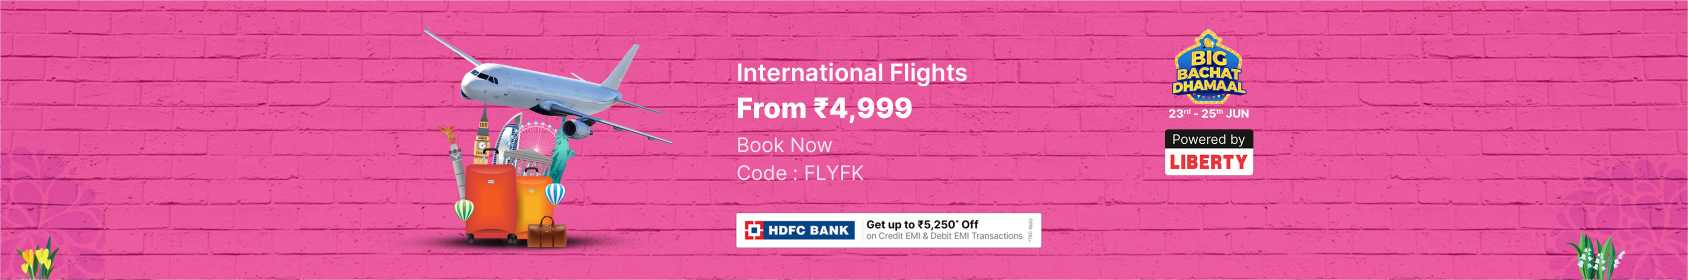 International Flights
From ₹4,999
Book Now
Code : FLYFK
HDFC BANK
Get up to ₹5,250* Off
on Credit EMI & Debit EMI Transactions
BIG
BACHAT
DHAMAAL
23rd - 25th JUN
Powered by
LIBERTY